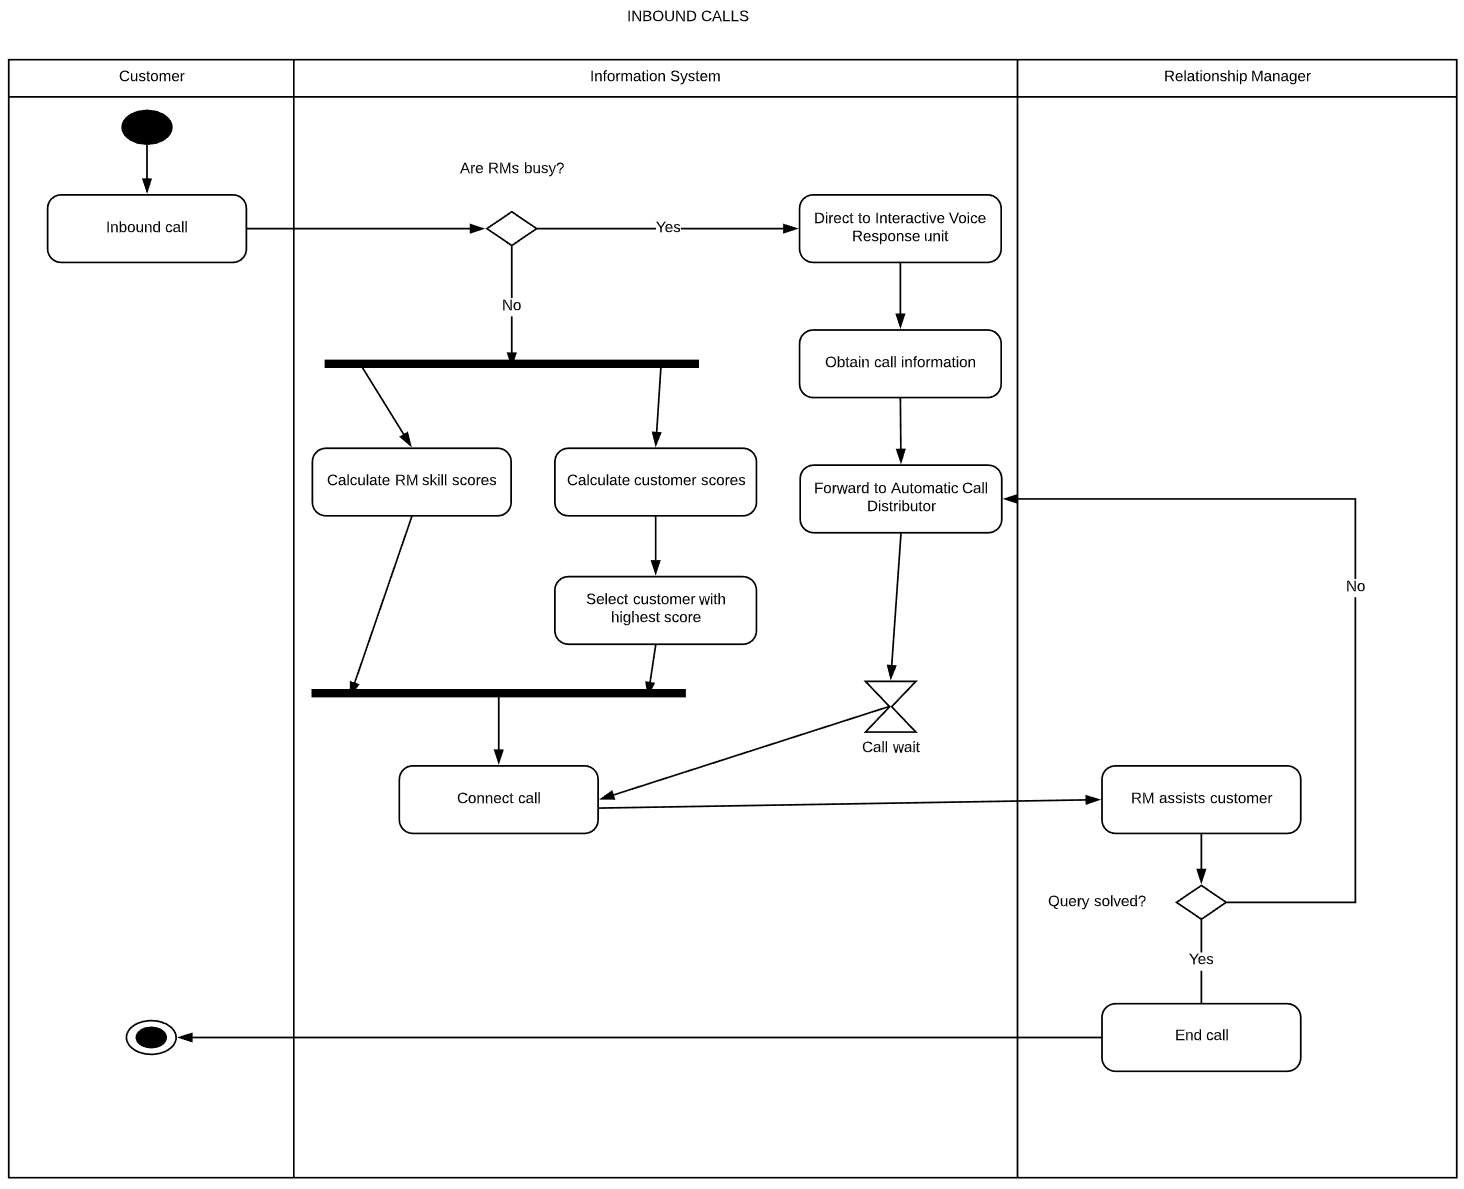 INBOUND CALLS
Customer
Information System
Relationship Manager
Are RMs busy?
Inbound call
Yes
Direct to Interactive Voice
Response unit
No
Obtain call information
Calculate RM skill scores
Calculate customer scores
Forward to Automatic Call
Distributor
No
Select customer with
highest score
Call wait
Connect call
RM assists customer
Query solved?
Yes
End call